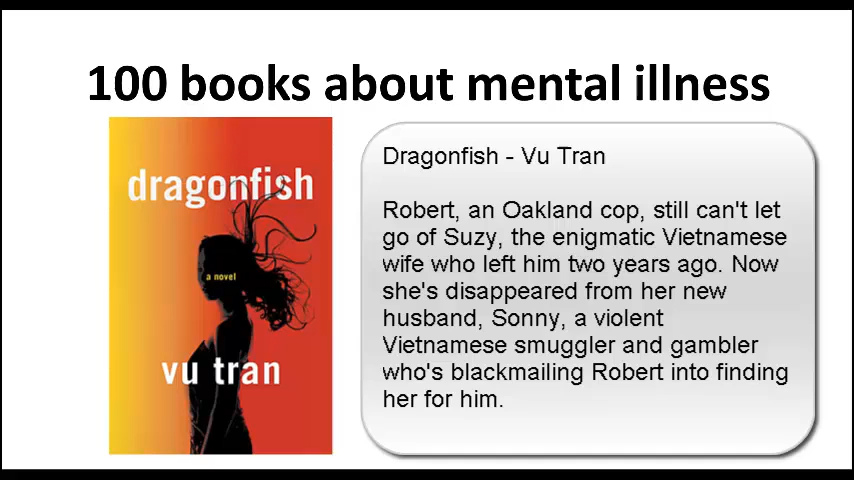 100 books about mental illness
dragonfish
a novel
vu tran
Dragonfish - Vu Tran
Robert, an Oakland cop, still can't let
go of Suzy, the enigmatic Vietnamese
wife who left him two years ago. Now
she's disappeared from her new
husband, Sonny, a violent
Vietnamese smuggler and gambler
who's blackmailing Robert into finding
her for him.